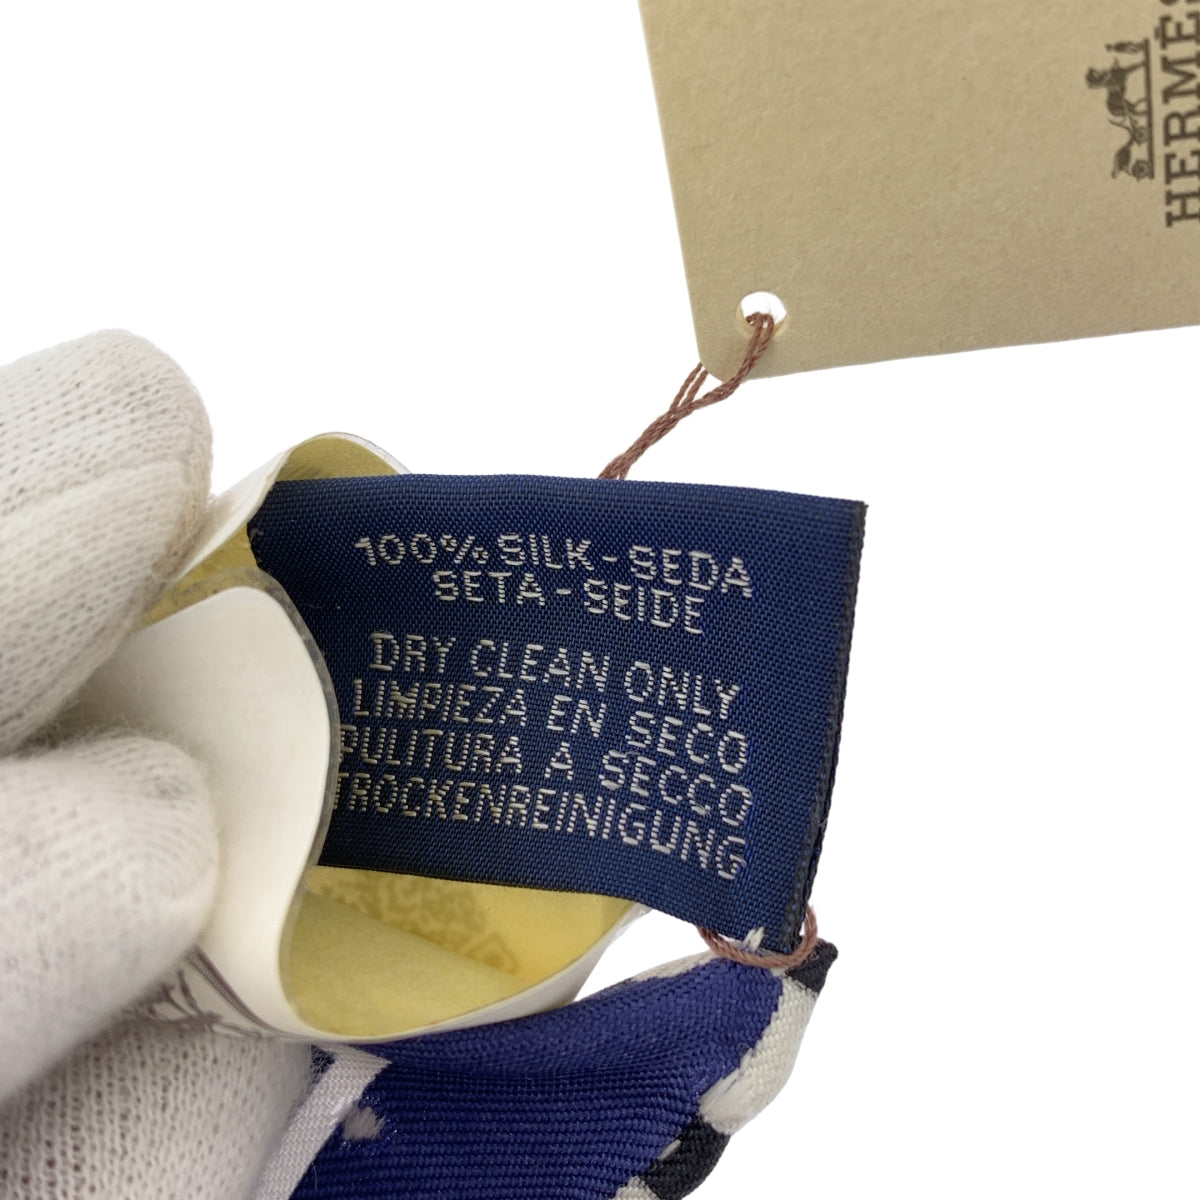 HERMÈS
100% SILK - SEDA
SETA - SEIDE
DRY CLEAN ONLY
LIMPIEZA EN SECO
PULITURA A SECCO
TROCKENREINIGUNG